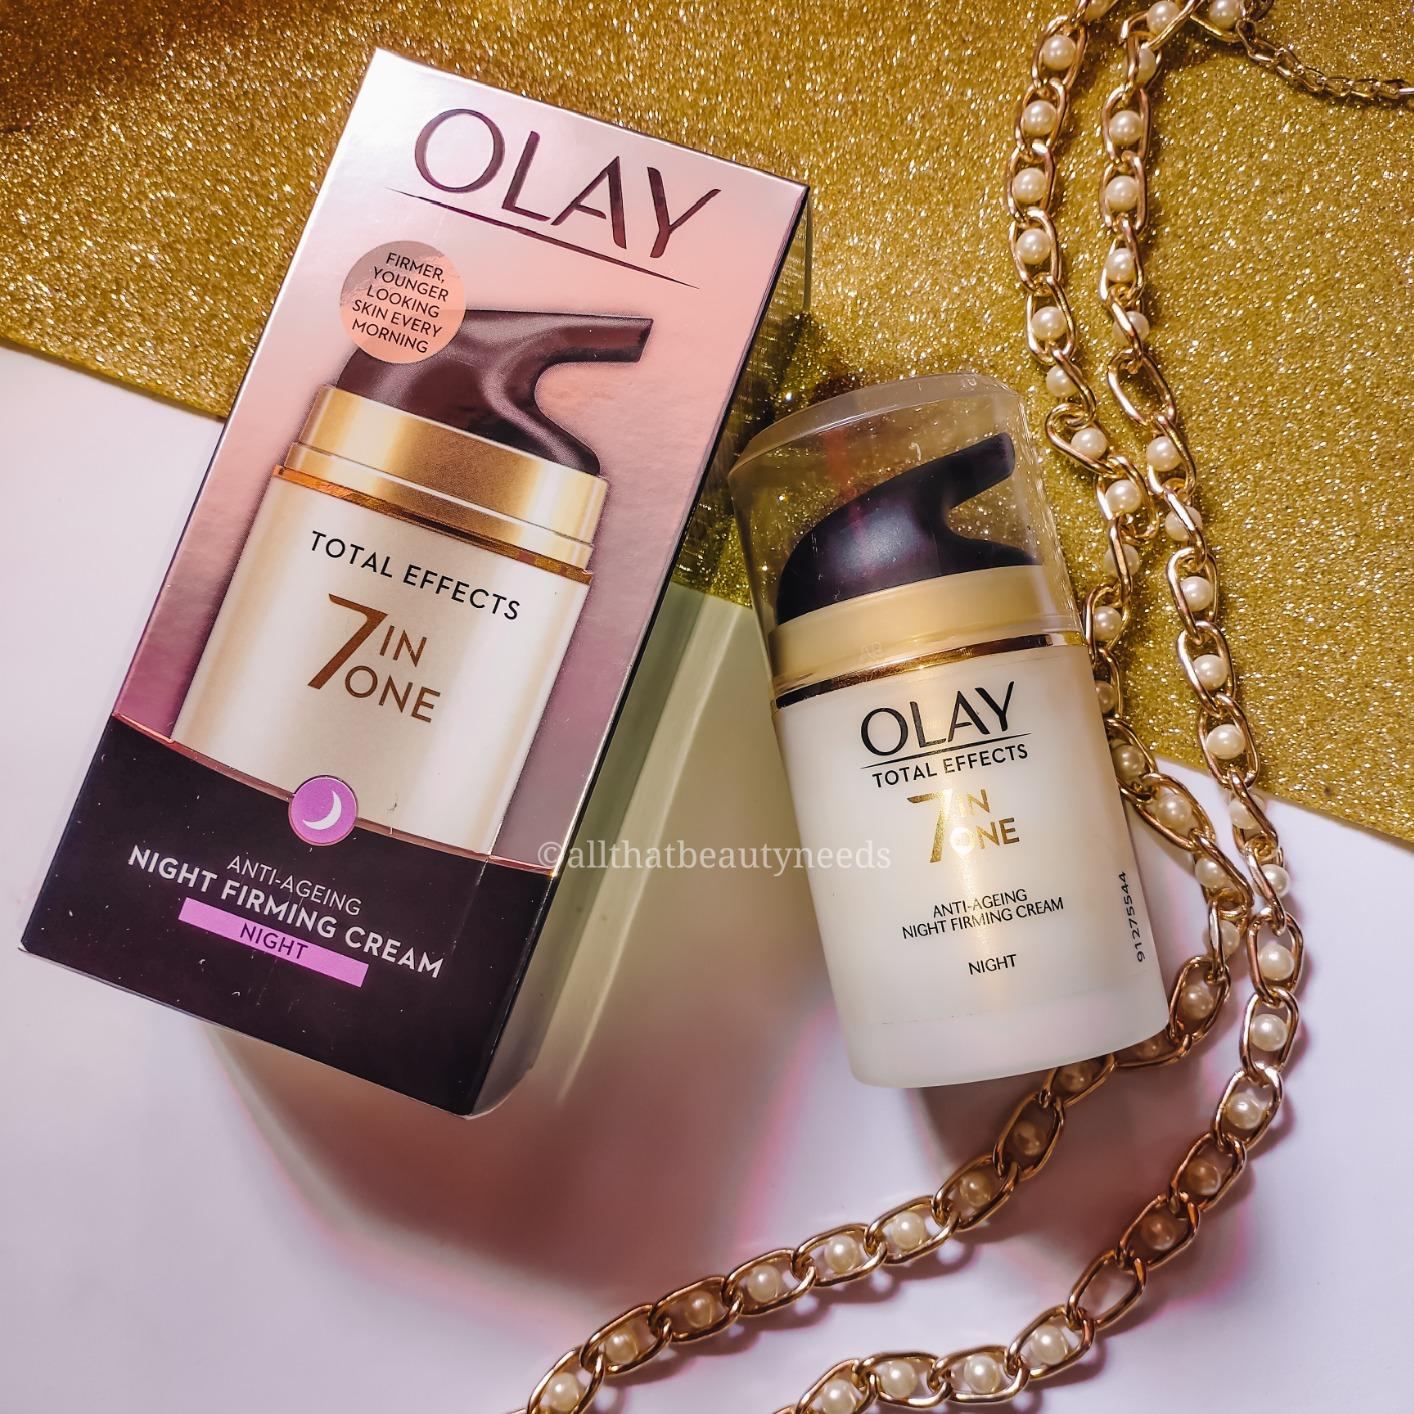 OLAY
FIRMER,
YOUNGER
LOOKING
SKIN EVERY
MORNING
TOTAL EFFECTS
7 IN
ONE
ANTI-AGEING
NIGHT FIRMING CREAM
NIGHT
©allthatbeautyneeds
OLAY
TOTAL EFFECTS
7 IN
ONE
ANTI-AGEING
NIGHT FIRMING CREAM
NIGHT
91275544